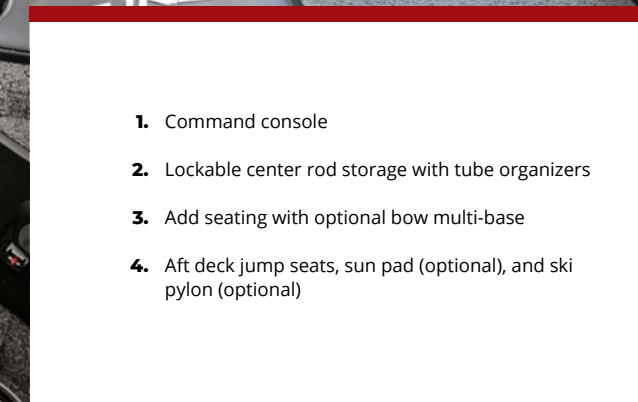 1. Command console
2. Lockable center rod storage with tube organizers
3. Add seating with optional bow multi-base
4. Aft deck jump seats, sun pad (optional), and ski
pylon (optional)